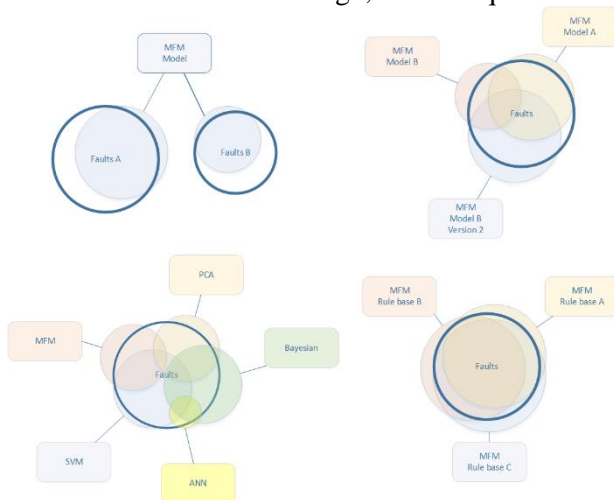 MFM
Model
Faults A
Faults B
MFM
Model A
MFM
Model B
Faults
MFM
Model B
Version 2
PCA
MFM
Bayesian
Faults
SVM
ANN
MFM
Rule base B
MFM
Rule base A
Faults
MFM
Rule base C